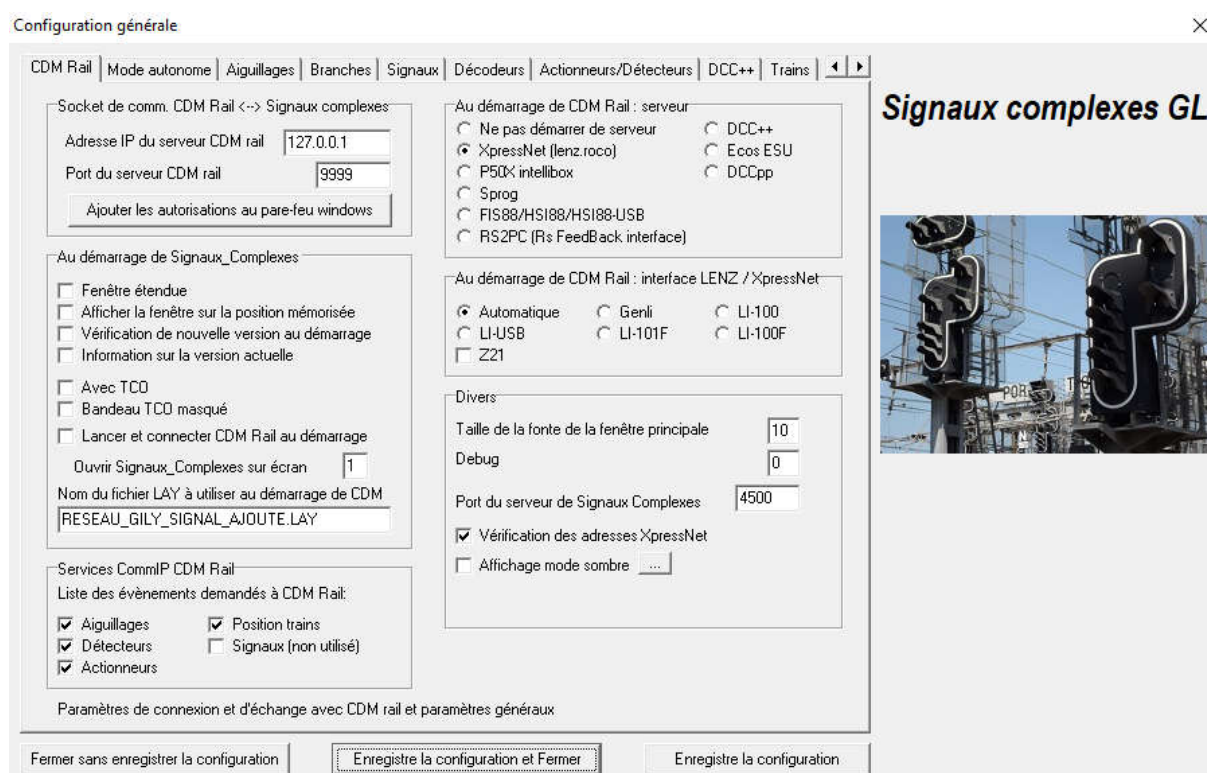 Configuration générale
CDM Rail Mode autonome Aiguillages Branches Signaux Décodeurs Actionneurs/Détecteurs DCC++ Trains
Socket de comm. CDM Rail <--> Signaux complexes
Adresse IP du serveur CDM rail 127.0.0.1
Port du serveur CDM rail 9999
Ajouter les autorisations au pare-feu windows
Au démarrage de Signaux_Complexes
Fenêtre étendue
Afficher la fenêtre sur la position mémorisée
Vérification de nouvelle version au démarrage
Information sur la version actuelle
Avec TCO
Bandeau TCO masqué
Lancer et connecter CDM Rail au démarrage
Ouvrir Signaux_Complexes sur écran 1
Nom du fichier LAY à utiliser au démarrage de CDM
RESEAU_GILY_SIGNAL_AJOUTE.LAY
Services CommIP CDM Rail
Liste des évènements demandés à CDM Rail:
Aiguillages Position trains
Détecteurs Signaux (non utilisé)
Actionneurs
Au démarrage de CDM Rail : serveur
Ne pas démarrer de serveur DCC++
XpressNet (lenz.roco) Ecos ESU
P50X intellibox DCCpp
Sprog
FIS88/HSI88/HSI88-USB
RS2PC (Rs FeedBack interface)
Au démarrage de CDM Rail : interface LENZ / XpressNet
Automatique Genli LI-100
LI-USB LI-101F LI-100F
Z21
Divers
Taille de la fonte de la fenêtre principale 10
Debug 0
Port du serveur de Signaux Complexes 4500
Vérification des adresses XpressNet
Affichage mode sombre ...
Signaux complexes GL
POR
Paramètres de connexion et d'échange avec CDM rail et paramètres généraux
Fermer sans enregistrer la configuration Enregistre la configuration et Fermer Enregistre la configuration